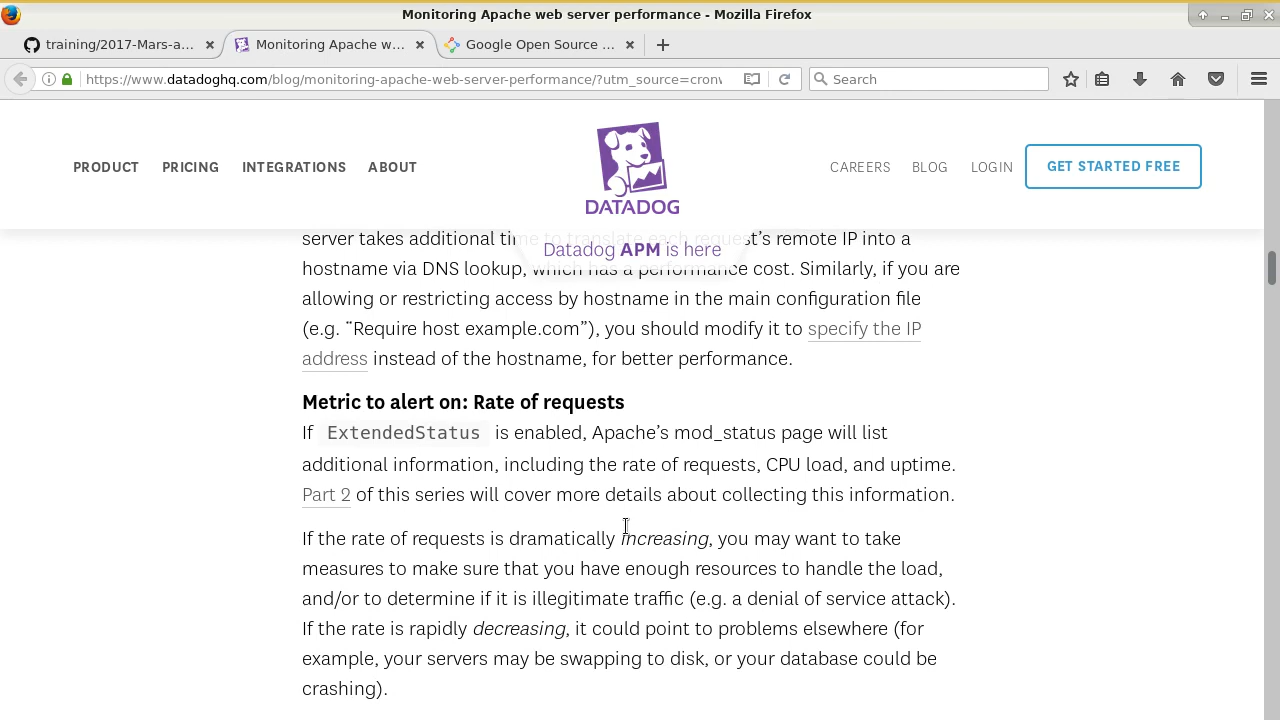 Monitoring Apache web server performance - Mozilla Firefox
training/2017-Mars-a...
Monitoring Apache w...
Google Open Source ...
https://www.datadoghq.com/blog/monitoring-apache-web-server-performance/?utm_source=cronw
Search
PRODUCT PRICING INTEGRATIONS ABOUT
DATADOG
CAREERS BLOG LOGIN GET STARTED FREE
server takes additional time to translate each request’s remote IP into a
Datadog APM is here
hostname via DNS lookup, which has a performance cost. Similarly, if you are
allowing or restricting access by hostname in the main configuration file
(e.g. “Require host example.com”), you should modify it to specify the IP
address instead of the hostname, for better performance.
Metric to alert on: Rate of requests
If ExtendedStatus is enabled, Apache’s mod_status page will list
additional information, including the rate of requests, CPU load, and uptime.
Part 2 of this series will cover more details about collecting this information.
If the rate of requests is dramatically increasing, you may want to take
measures to make sure that you have enough resources to handle the load,
and/or to determine if it is illegitimate traffic (e.g. a denial of service attack).
If the rate is rapidly decreasing, it could point to problems elsewhere (for
example, your servers may be swapping to disk, or your database could be
crashing).